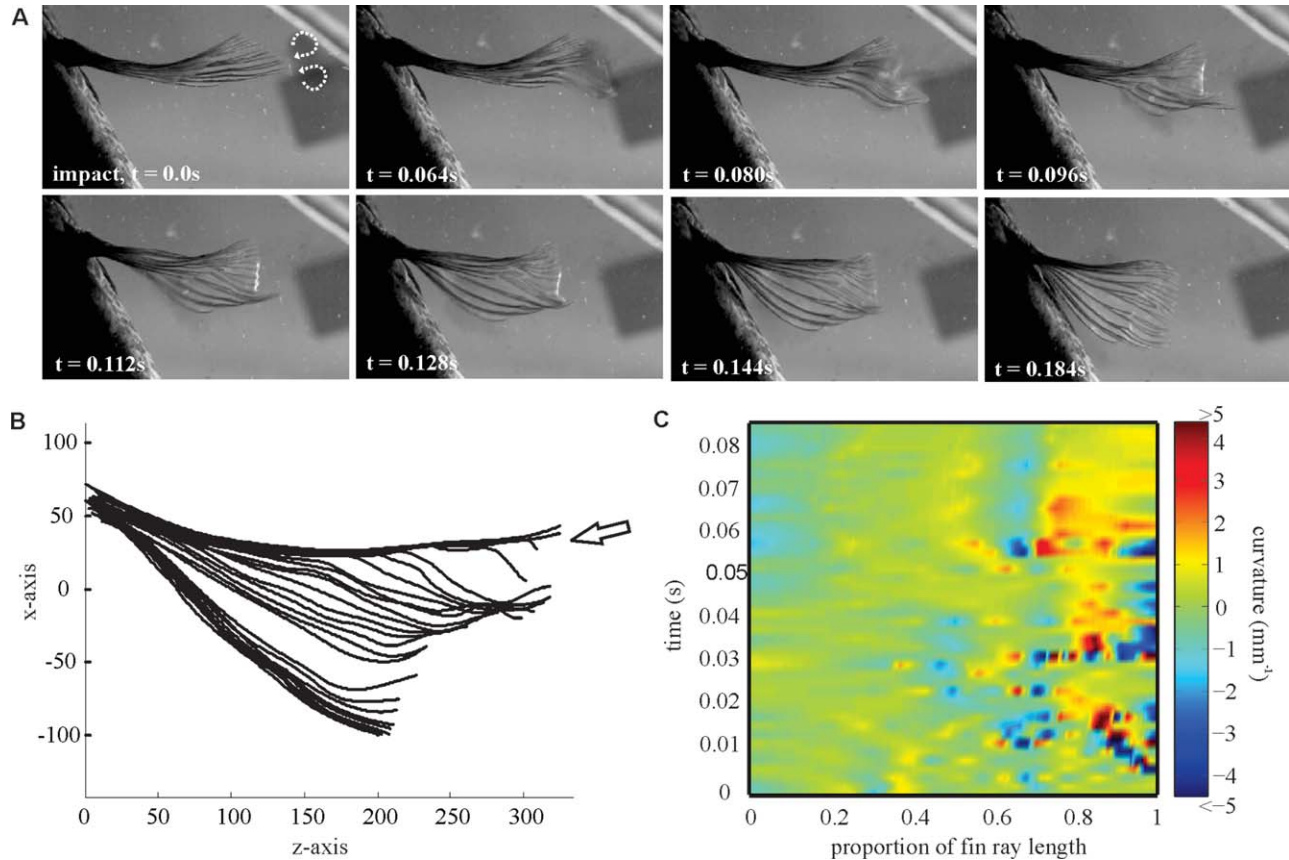 A
impact, t = 0.0s
t = 0.064s
t = 0.080s
t = 0.096s
t = 0.112s
t = 0.128s
t = 0.144s
t = 0.184s
B
100
50
0
-50
-100
x-axis
0 50 100 150 200 250 300
z-axis
C
0.08
0.07
0.06
0.05
0.04
0.03
0.02
0.01
0
time (s)
0 0.2 0.4 0.6 0.8 1
proportion of fin ray length
>5
4
3
2
1
0
−1
−2
−3
−4
<−5
curvature (mm⁻¹)